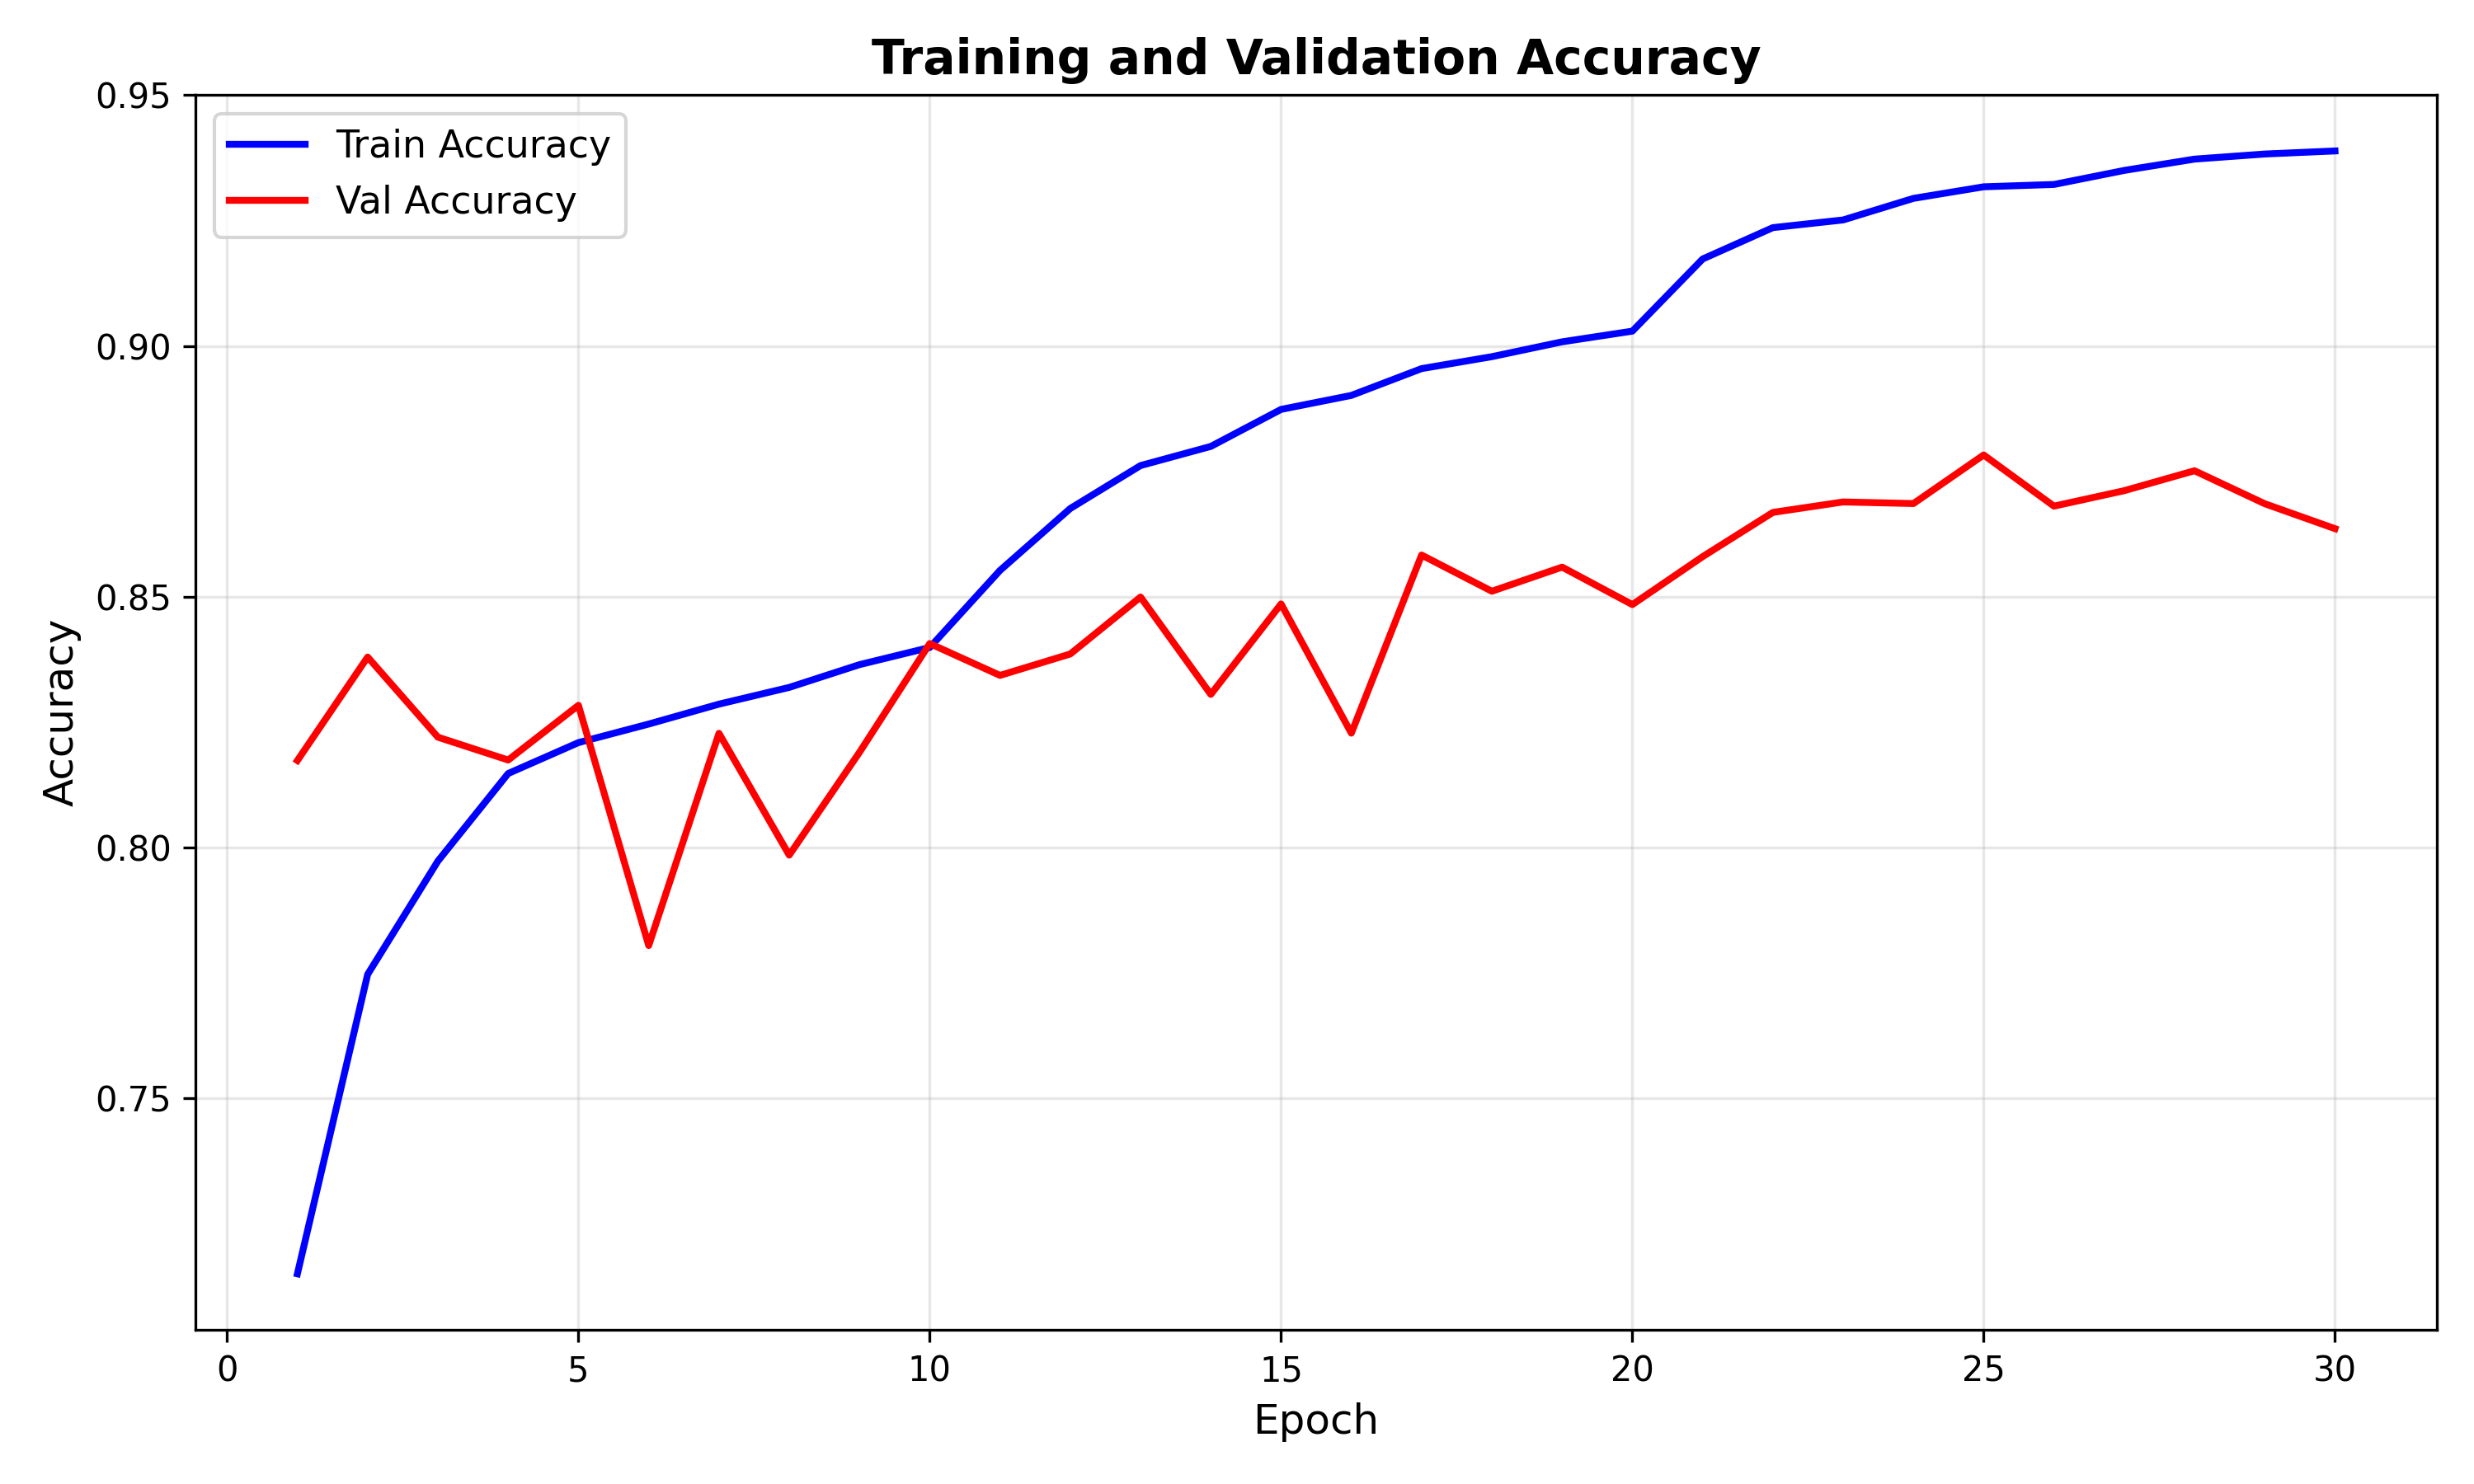 Training and Validation Accuracy
0.95
Train Accuracy
Val Accuracy
0.90
0.85
Accuracy
0.80
0.75
0 5 10 15 20 25 30
Epoch